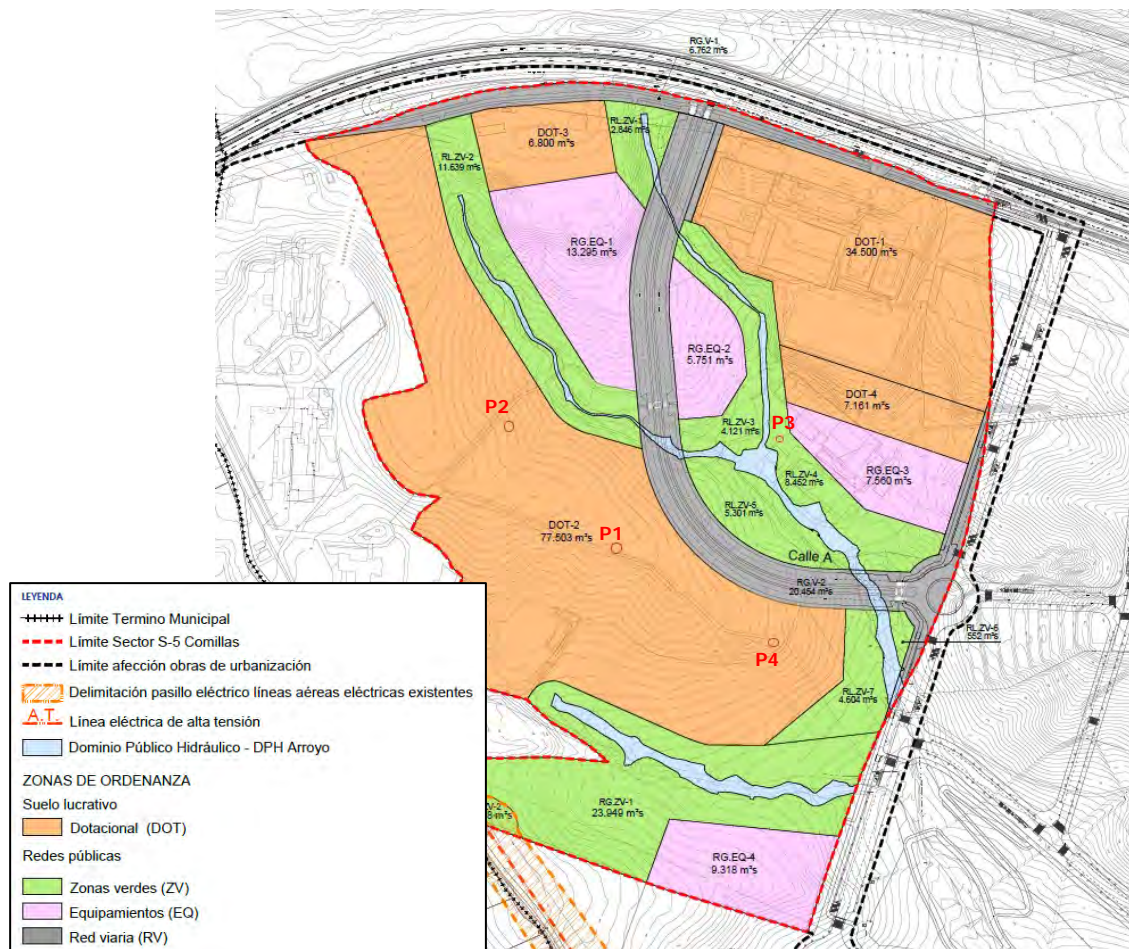 RG.V-1
6.762 m²s
RL.ZV-1
2.846 m²s
DOT-3
6.800 m²s
RL.ZV-2
11.639 m²s
RG.EQ-1
13.295 m²s
DOT-1
34.500 m²s
RG.EQ-2
5.751 m²s
DOT-4
7.161 m²s
P2
RL.ZV-3
4.121 m²s
P3
RG.EQ-3
7.560 m²s
RL.ZV-4
8.452 m²s
RL.ZV-5
5.301 m²s
DOT-2
77.503 m²s
P1
Calle A
RG.V-2
20.454 m²s
RL.ZV-6
552 m²s
P4
RL.ZV-7
4.604 m²s
RG.ZV-1
23.949 m²s
RG.EQ-4
9.318 m²s
LEYENDA
Límite Termino Municipal
Límite Sector S-5 Comillas
Límite afección obras de urbanización
Delimitación pasillo eléctrico líneas aéreas eléctricas existentes
A.T. Línea eléctrica de alta tensión
Dominio Público Hidráulico - DPH Arroyo
ZONAS DE ORDENANZA
Suelo lucrativo
Dotacional (DOT)
Redes públicas
Zonas verdes (ZV)
Equipamientos (EQ)
Red viaria (RV)